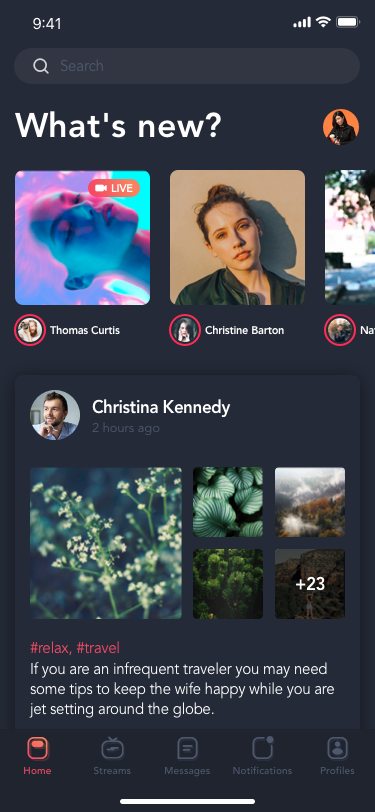 9:41
Search
What's new?
LIVE
Thomas Curtis
Christine Barton
Christina Kennedy
2 hours ago
+23
#relax, #travel
If you are an infrequent traveler you may need
some tips to keep the wife happy while you are
jet setting around the globe.
Home
Streams
Messages
Notifications
Profiles